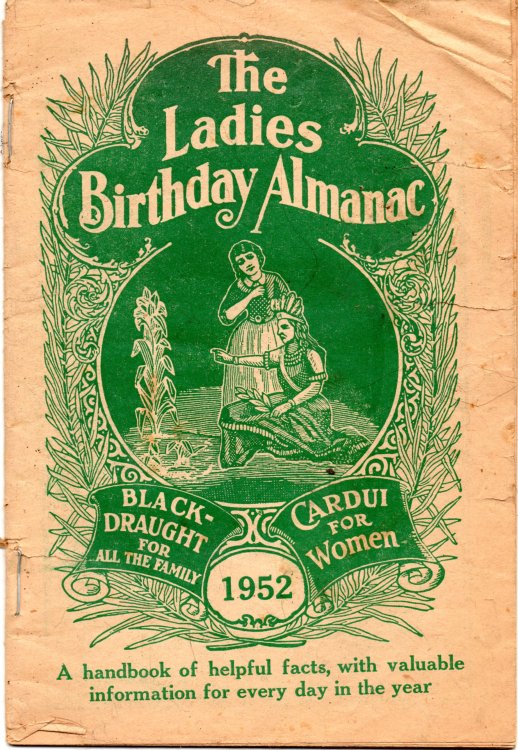 The
Ladies
Birthday Almanac
BLACK-
DRAUGHT
FOR
ALL THE FAMILY
CARDUI
FOR
Women
1952
A handbook of helpful facts, with valuable
information for every day in the year